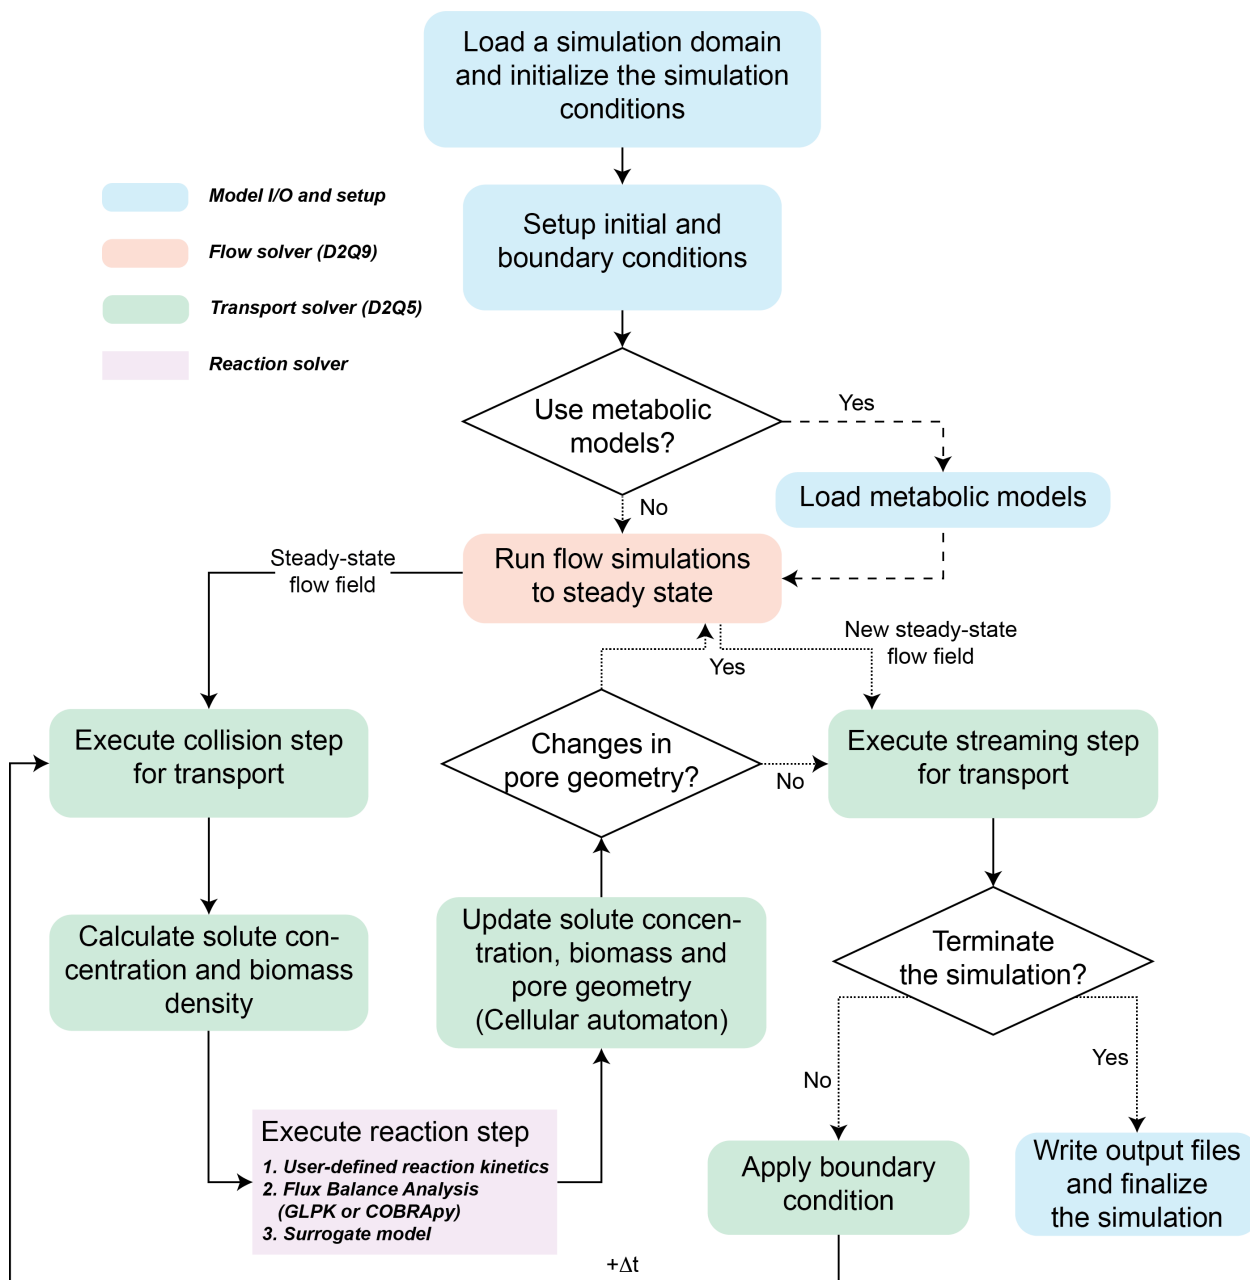 Load a simulation domain
and initialize the simulation
conditions
Model I/O and setup
Flow solver (D2Q9)
Transport solver (D2Q5)
Reaction solver
Setup initial and
boundary conditions
Use metabolic
models?
Yes
Load metabolic models
No
Run flow simulations
to steady state
Steady-state
flow field
New steady-state
flow field
Yes
Execute collision step
for transport
Changes in
pore geometry?
No
Execute streaming step
for transport
Calculate solute con-
centration and biomass
density
Update solute concen-
tration, biomass and
pore geometry
(Cellular automaton)
Terminate
the simulation?
No
Yes
Execute reaction step
1. User-defined reaction kinetics
2. Flux Balance Analysis
(GLPK or COBRApy)
3. Surrogate model
Apply boundary
condition
Write output files
and finalize
the simulation
+Δt